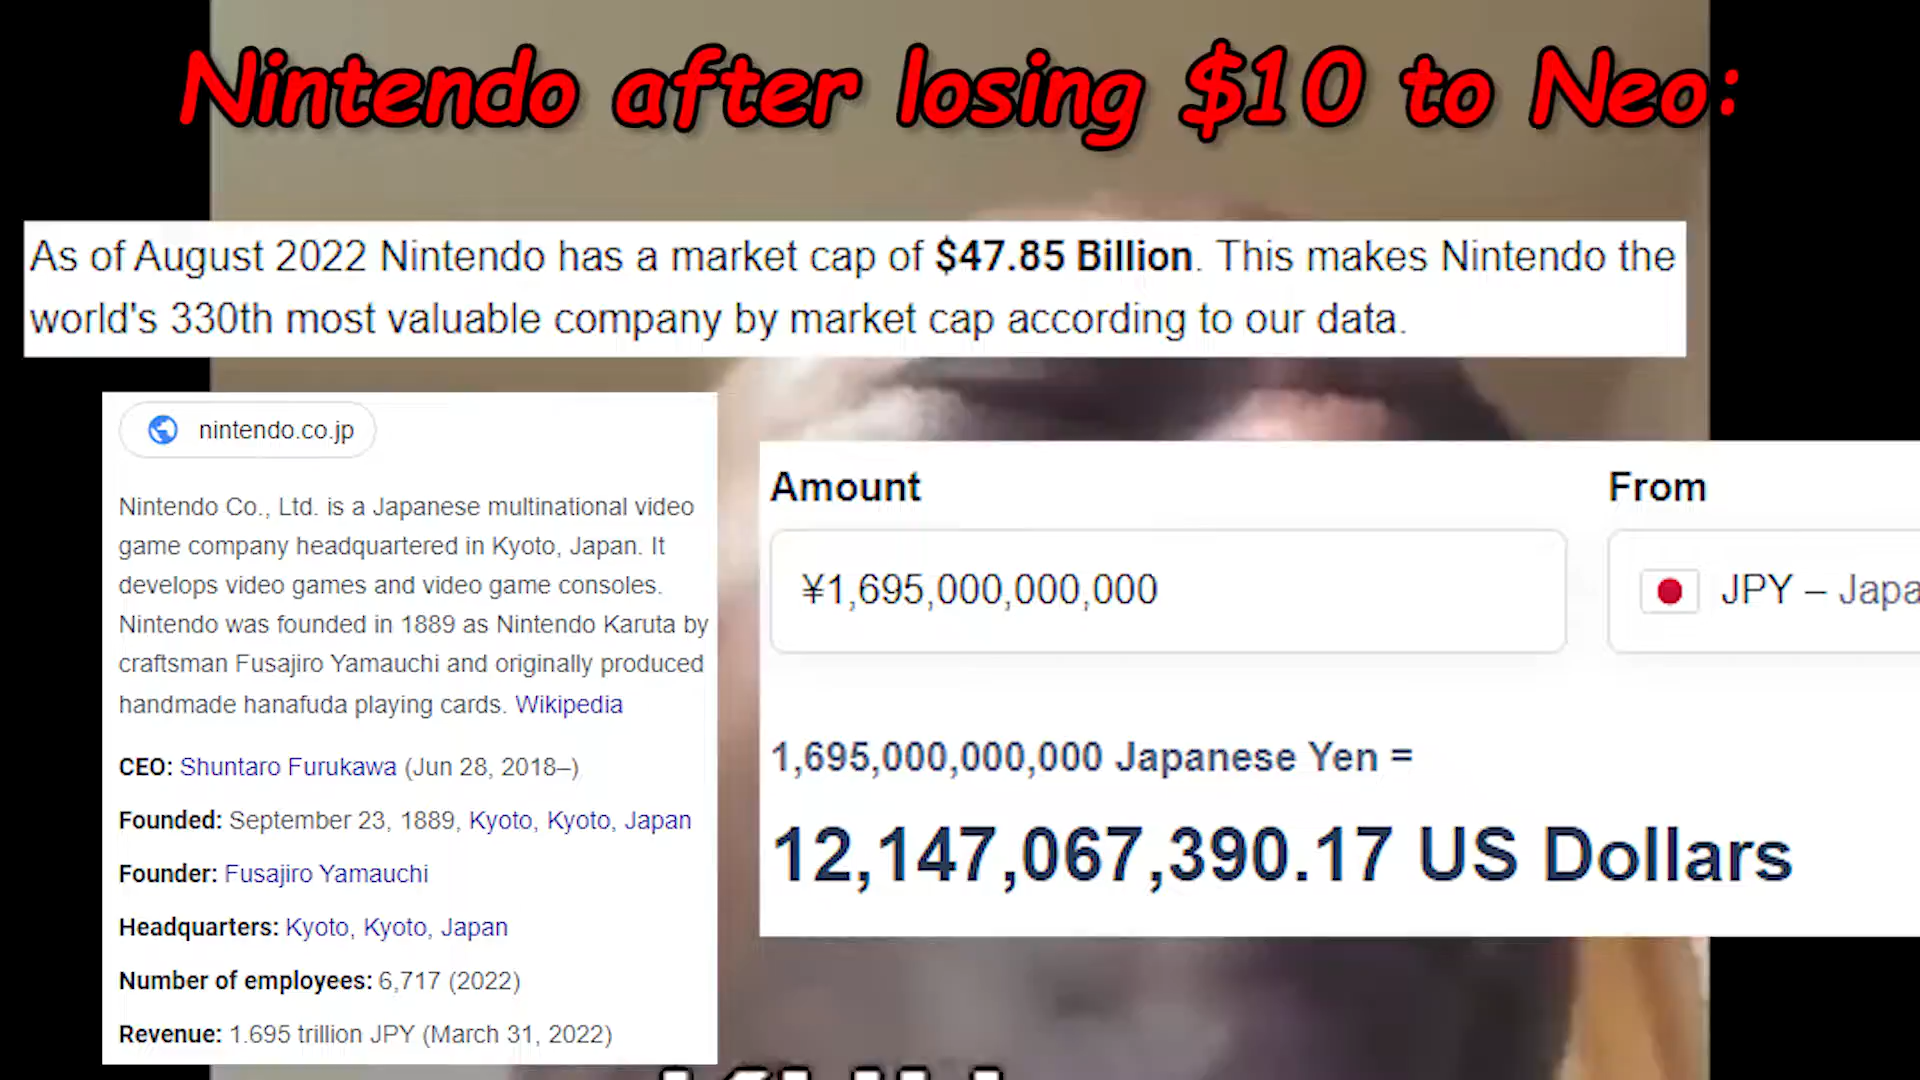 Nintendo after losing $10 to Neo:
As of August 2022 Nintendo has a market cap of $47.85 Billion. This makes Nintendo the
world's 330th most valuable company by market cap according to our data.
nintendo.co.jp
Nintendo Co., Ltd. is a Japanese multinational video
game company headquartered in Kyoto, Japan. It
develops video games and video game consoles.
Nintendo was founded in 1889 as Nintendo Karuta by
craftsman Fusajiro Yamauchi and originally produced
handmade hanafuda playing cards. Wikipedia
CEO: Shuntaro Furukawa (Jun 28, 2018–)
Founded: September 23, 1889, Kyoto, Kyoto, Japan
Founder: Fusajiro Yamauchi
Headquarters: Kyoto, Kyoto, Japan
Number of employees: 6,717 (2022)
Revenue: 1.695 trillion JPY (March 31, 2022)
Amount
From
¥1,695,000,000,000
JPY – Japa
1,695,000,000,000 Japanese Yen =
12,147,067,390.17 US Dollars